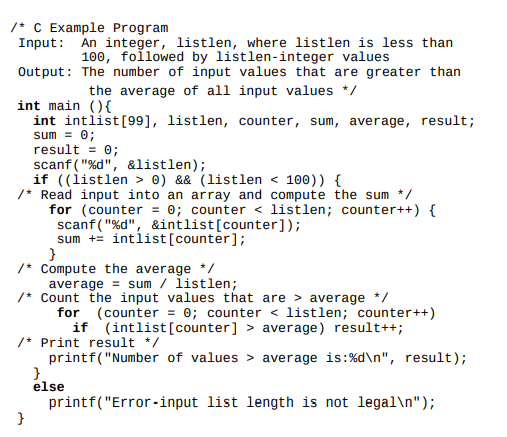 /* C Example Program
Input:  An integer, listlen, where listlen is less than
100, followed by listlen-integer values
Output: The number of input values that are greater than
the average of all input values */
int main (){
int intlist[99], listlen, counter, sum, average, result;
sum = 0;
result = 0;
scanf("%d", &listlen);
if ((listlen > 0) && (listlen < 100)) {
/* Read input into an array and compute the sum */
for (counter = 0; counter < listlen; counter++) {
scanf("%d", &intlist[counter]);
sum += intlist[counter];
}
/* Compute the average */
average = sum / listlen;
/* Count the input values that are > average */
for (counter = 0; counter < listlen; counter++)
if (intlist[counter] > average) result++;
/* Print result */
printf("Number of values > average is:%d\n", result);
}
else
printf("Error-input list length is not legal\n");
}